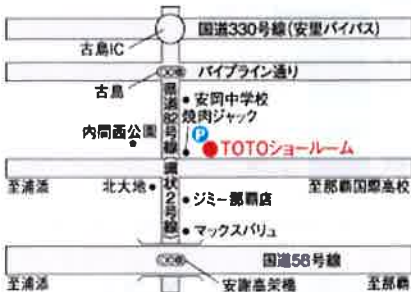 国道330号線(安里バイパス)
古島IC
パイプライン通り
古島
県道82号線
安岡中学校
焼肉ジャック
内間西公園
P
TOTOショールーム
至浦添
北大地
環状2号線
ジミー那覇店
至那覇国際高校
マックスバリュ
国道58号線
至浦添
安謝高架橋
至那覇